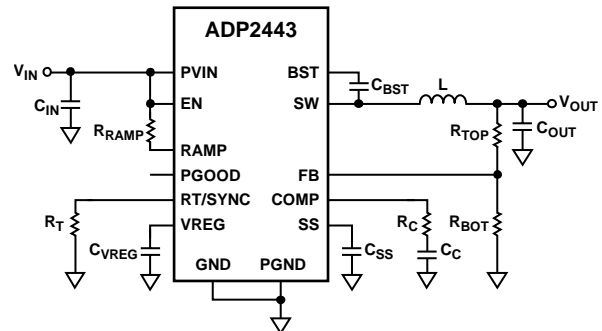 ADP2443
VIN
PVIN
BST
CBST
L
CIN
EN
SW
VOUT
RRAMP
RTOP
COUT
RAMP
PGOOD
FB
RT/SYNC
COMP
RT
VREG
SS
RC
RBOT
CVREG
CSS
CC
GND
PGND